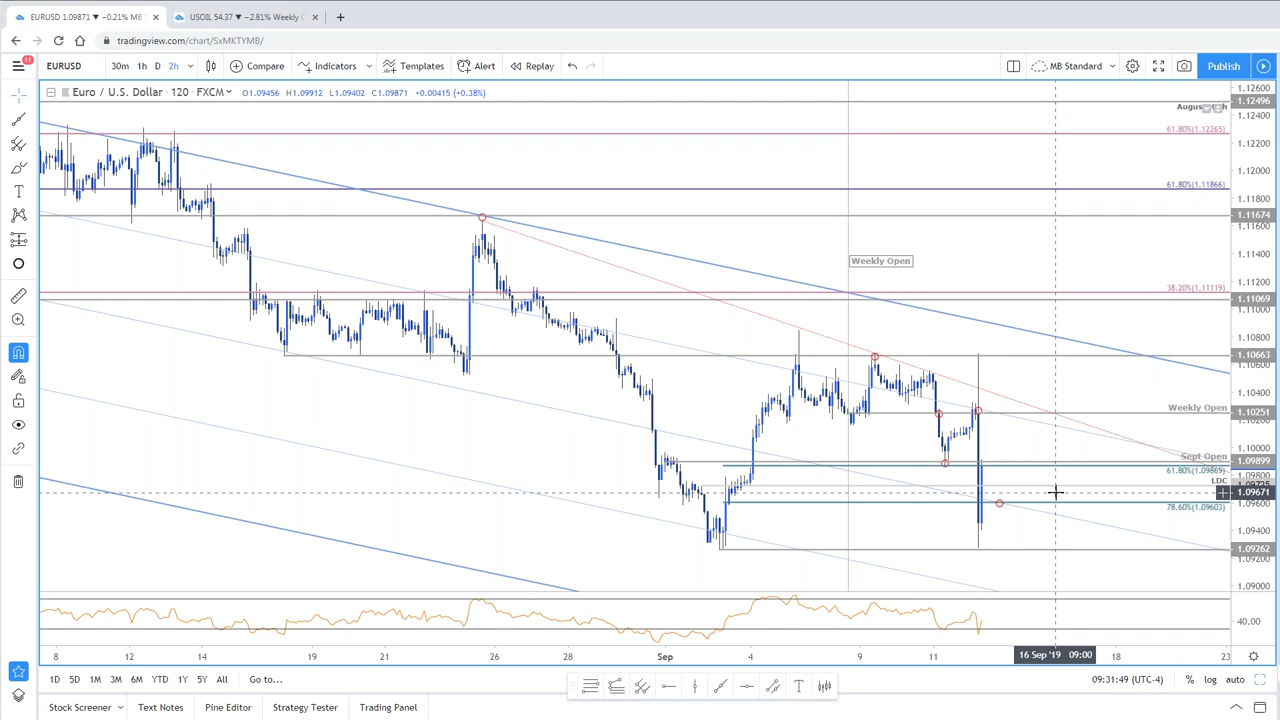 EURUSD 1.09871 ▼ −0.21% MB
USOIL 54.37 ▼ −2.81% Weekly
tradingview.com/chart/SxMKTYMB/
11
EURUSD 30m 1h D 2h Compare Indicators Templates Alert Replay MB Standard Publish
Euro / U.S. Dollar · 120 · FXCM O1.09456 H1.09912 L1.09402 C1.09871 +0.00415 (+0.38%)
1.12600
1.12496
1.12400
61.80%(1.12265)
1.12200
1.12000
61.80%(1.11866)
1.11800
1.11674
1.11600
1.11400
Weekly Open
1.11200
38.20%(1.11119)
1.11069
1.10800
1.10663
1.10400
Weekly Open
1.10251
1.10000
Sept Open
1.09899
61.80%(1.09869)
1.09800
LDC
1.09671
1.09600
78.60%(1.09603)
1.09400
1.09262
1.09200
1.09000
40.00
8 12 14 19 21 26 28 Sep 4 9 11 16 Sep '19 09:00 18 23
1D 5D 1M 3M 6M YTD 1Y 5Y All Go to... 09:31:49 (UTC-4) % log auto
Stock Screener Text Notes Pine Editor Strategy Tester Trading Panel